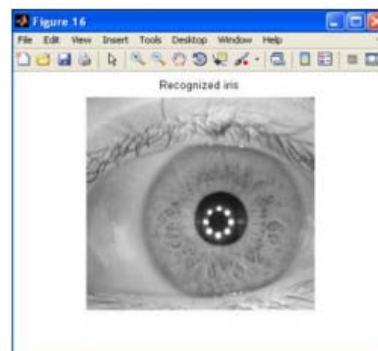 Figure 16
File Edit View Insert Tools Desktop Window Help
Recognized iris